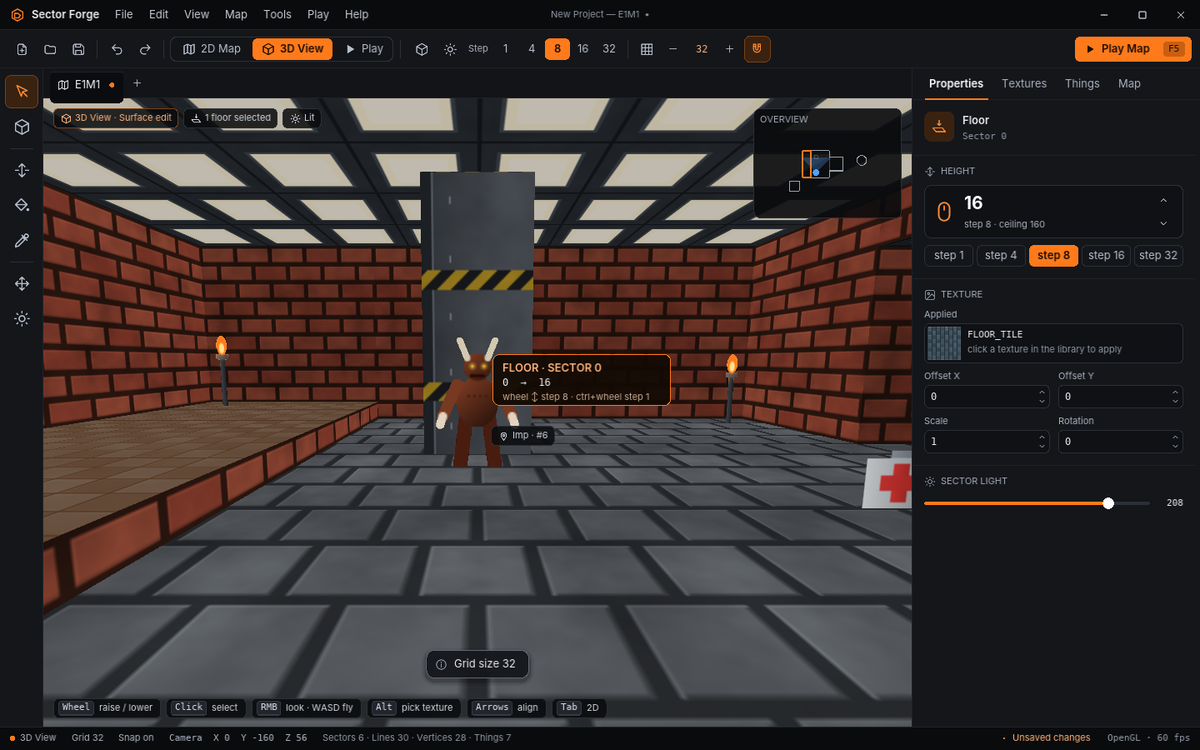 Sector Forge File Edit View Map Tools Play Help New Project — E1M1 •
2D Map 3D View Play Step 1 4 8 16 32 32 Play Map F5
E1M1
3D View · Surface edit 1 floor selected Lit
OVERVIEW
FLOOR · SECTOR 0
0 → 16
wheel ↕ step 8 · ctrl+wheel step 1
Imp · #6
Grid size 32
Wheel raise / lower Click select RMB look · WASD fly Alt pick texture Arrows align Tab 2D
Properties Textures Things Map
Floor
Sector 0
HEIGHT
16
step 8 · ceiling 160
step 1 step 4 step 8 step 16 step 32
TEXTURE
Applied
FLOOR_TILE
click a texture in the library to apply
Offset X Offset Y
0 0
Scale Rotation
1 0
SECTOR LIGHT
208
3D View Grid 32 Snap on Camera X 0 Y -160 Z 56 Sectors 6 · Lines 30 · Vertices 28 · Things 7 • Unsaved changes OpenGL · 60 fps